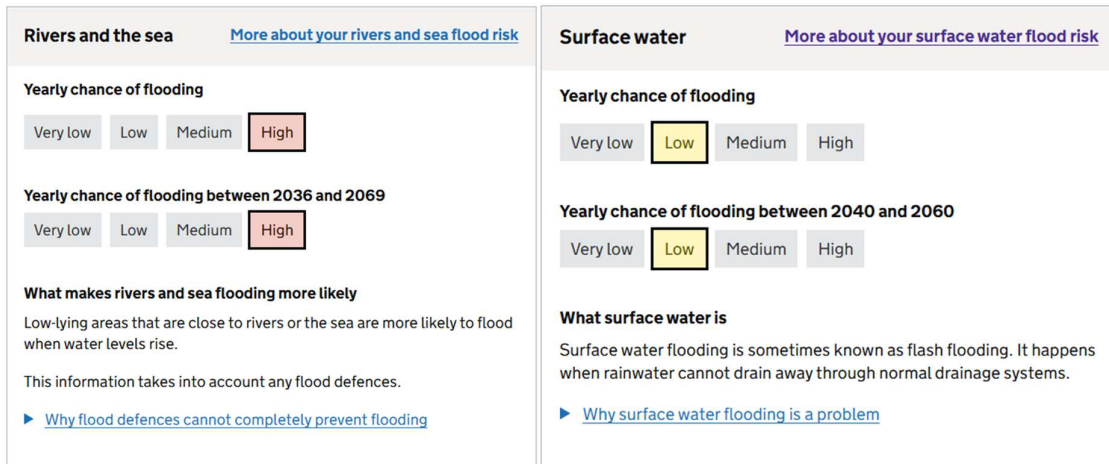 Rivers and the sea
More about your rivers and sea flood risk
Yearly chance of flooding
Very low Low Medium High
Yearly chance of flooding between 2036 and 2069
Very low Low Medium High
What makes rivers and sea flooding more likely
Low-lying areas that are close to rivers or the sea are more likely to flood
when water levels rise.
This information takes into account any flood defences.
Why flood defences cannot completely prevent flooding
Surface water
More about your surface water flood risk
Yearly chance of flooding
Very low Low Medium High
Yearly chance of flooding between 2040 and 2060
Very low Low Medium High
What surface water is
Surface water flooding is sometimes known as flash flooding. It happens
when rainwater cannot drain away through normal drainage systems.
Why surface water flooding is a problem